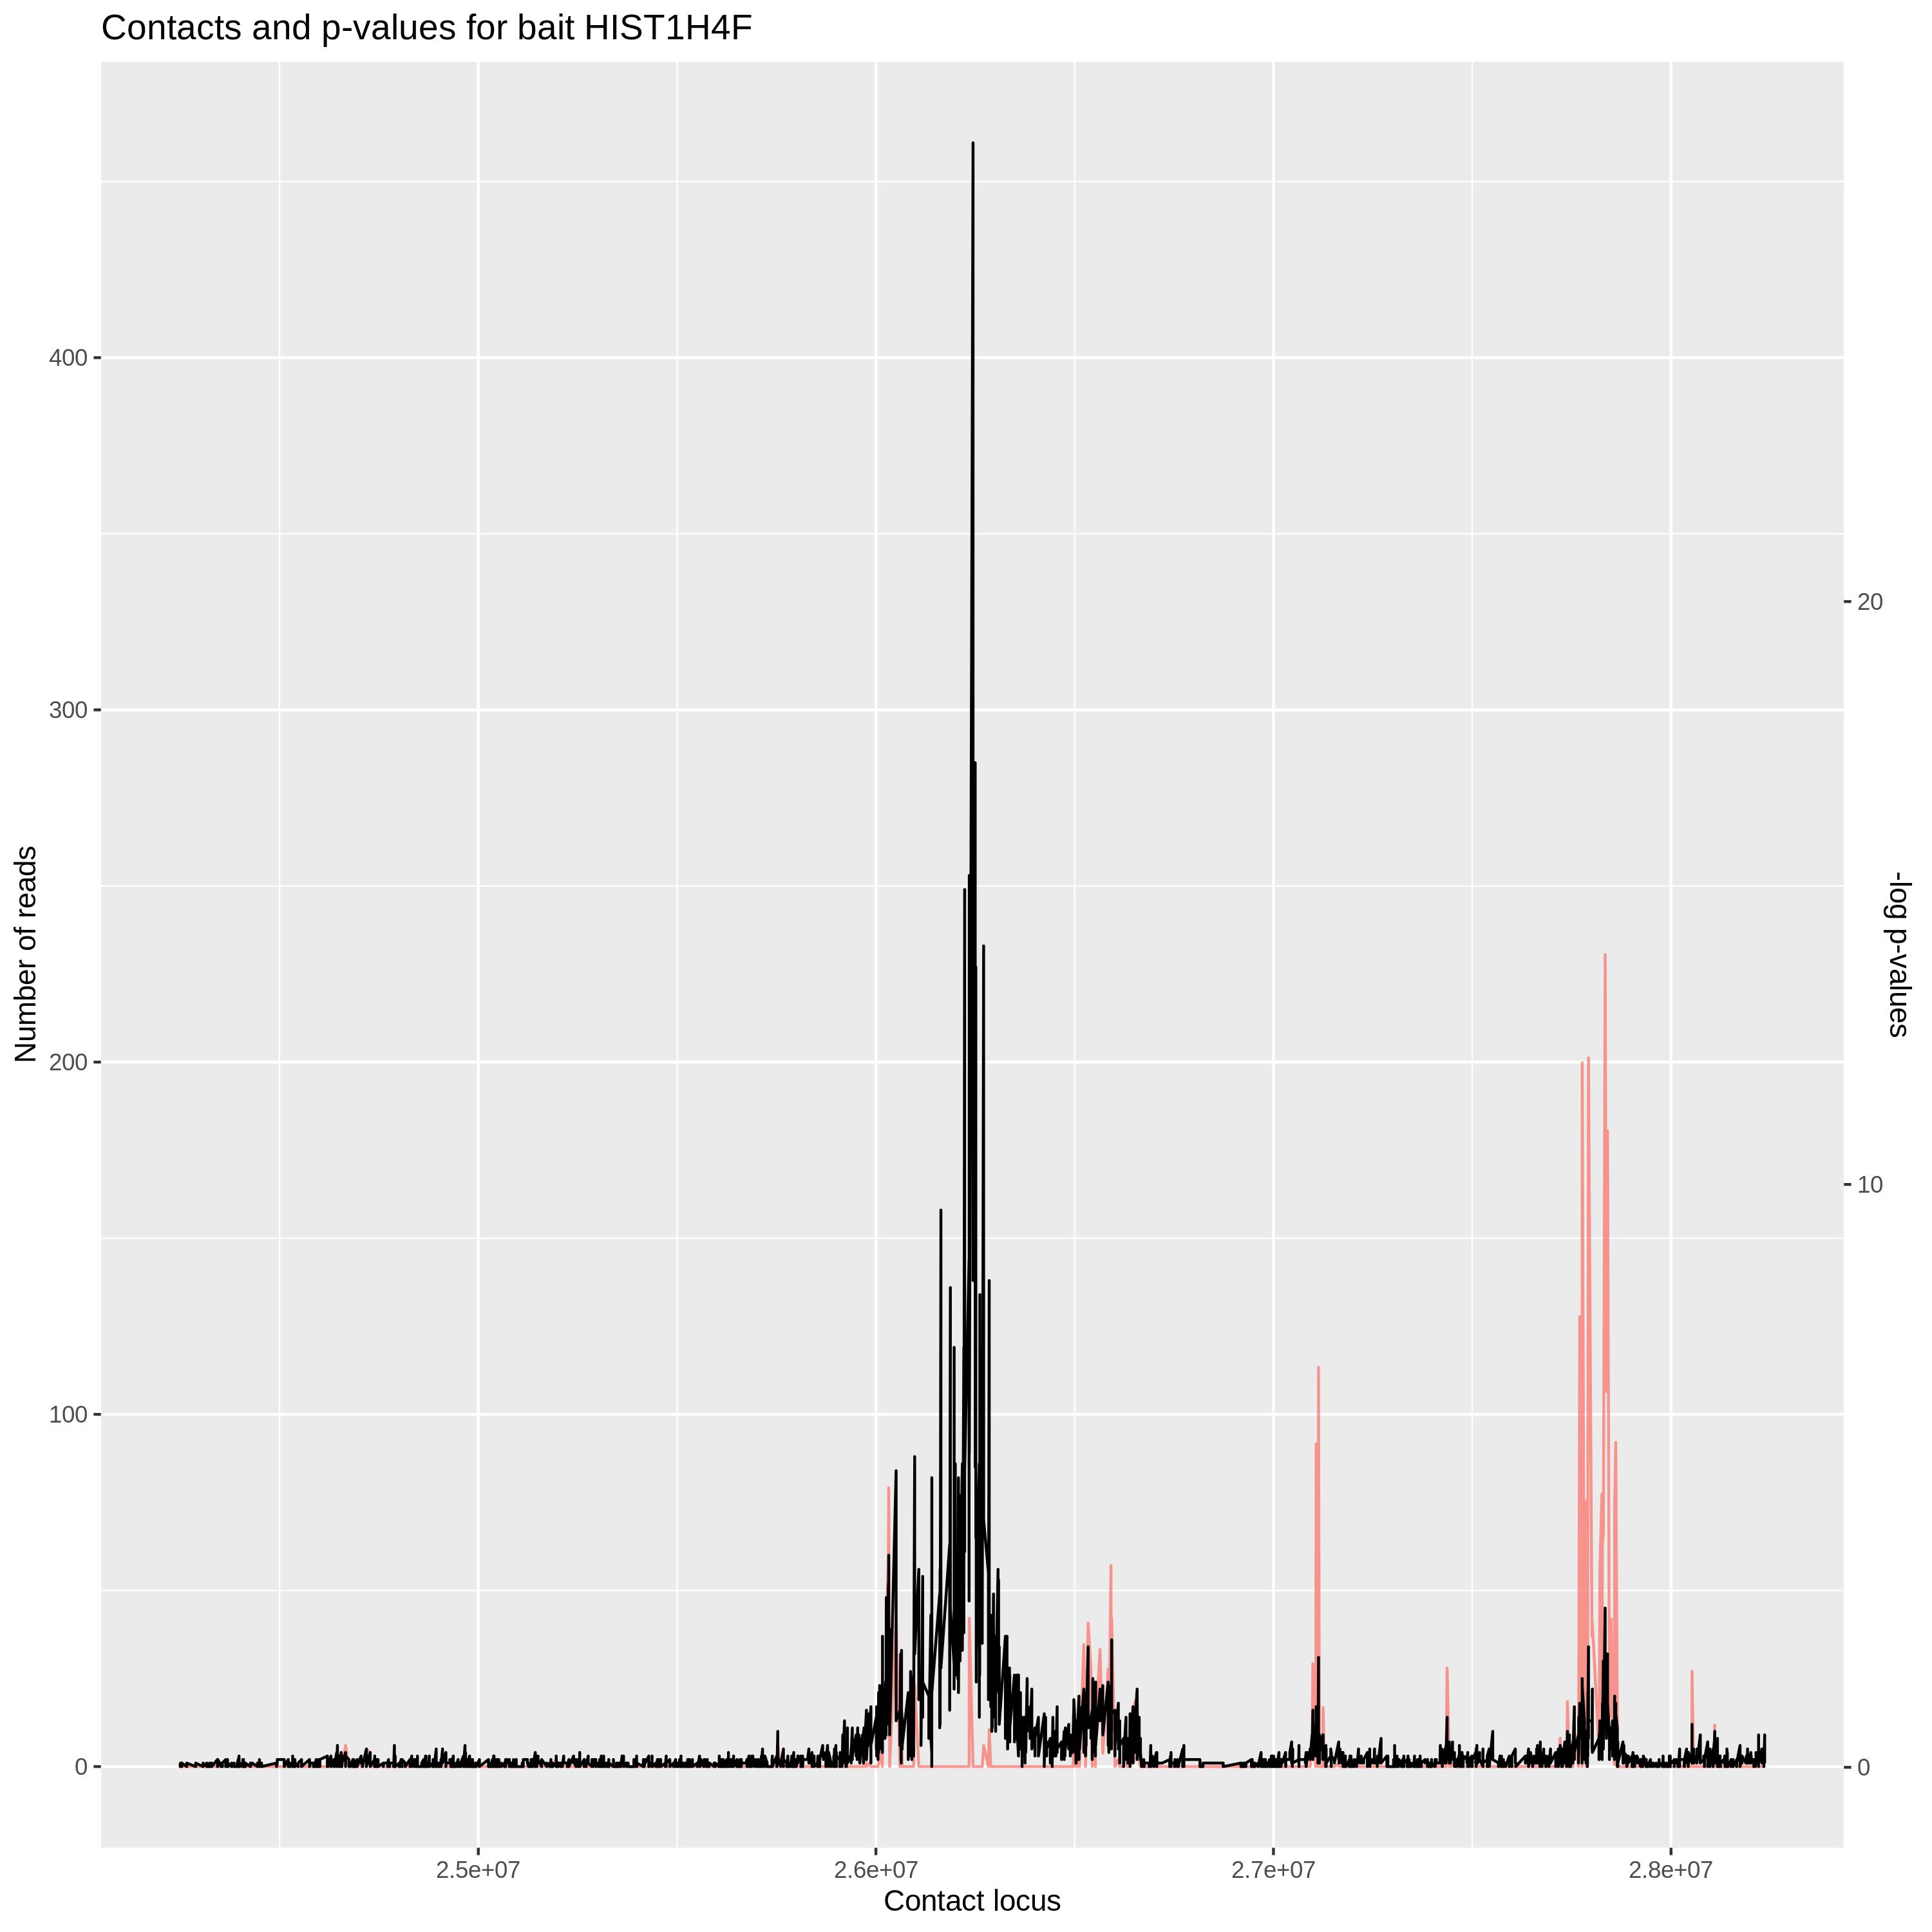 Contacts and p-values for bait HIST1H4F
400
300
200
100
0
Number of reads
20
10
0
-log p-values
2.5e+07
2.6e+07
2.7e+07
2.8e+07
Contact locus